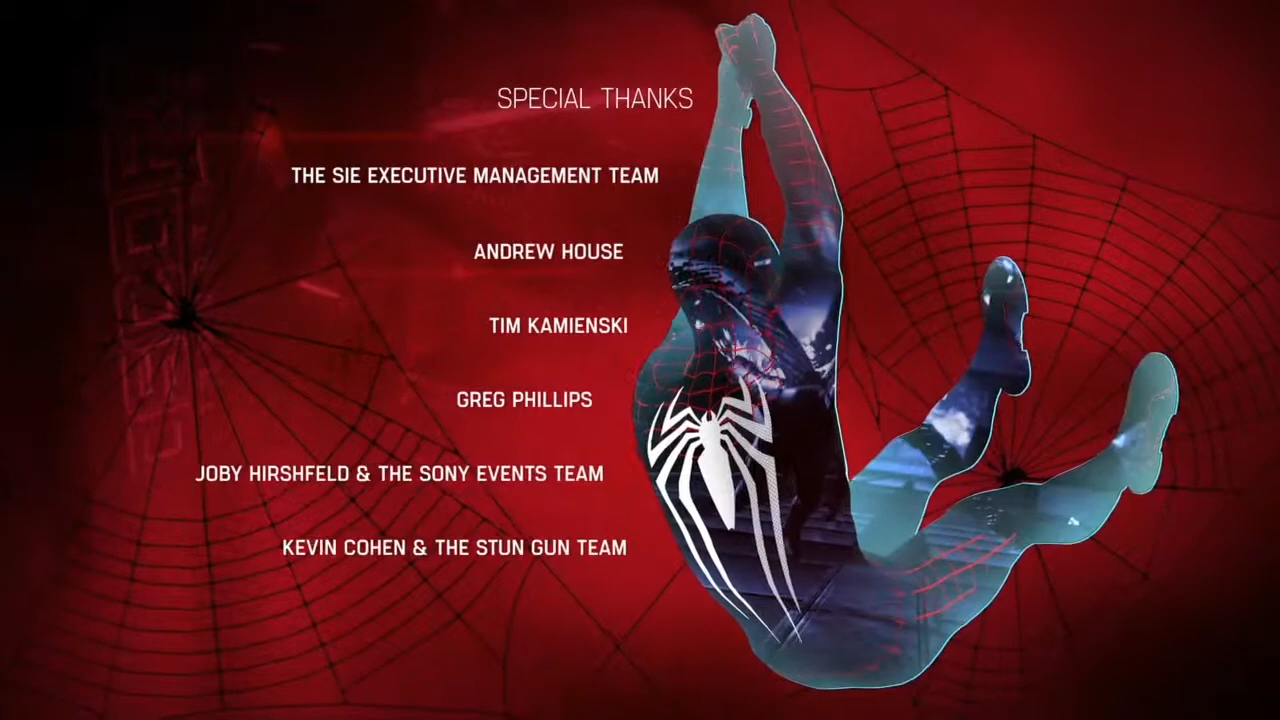 SPECIAL THANKS
THE SIE EXECUTIVE MANAGEMENT TEAM
ANDREW HOUSE
TIM KAMIENSKI
GREG PHILLIPS
JOBY HIRSHFELD & THE SONY EVENTS TEAM
KEVIN COHEN & THE STUN GUN TEAM